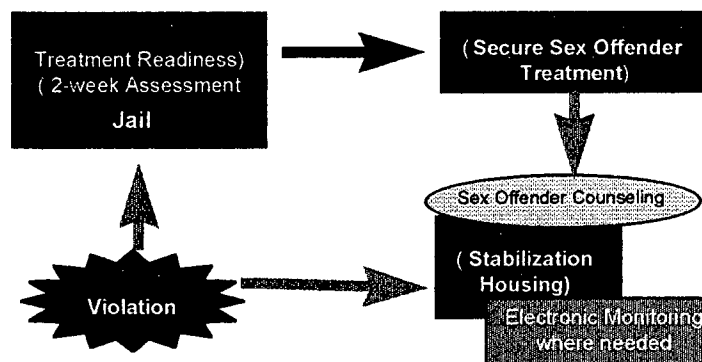 Treatment Readiness)
( 2-week Assessment
Jail
( Secure Sex Offender
Treatment)
Sex Offender Counseling
( Stabilization
Housing)
Violation
Electronic Monitoring
where needed